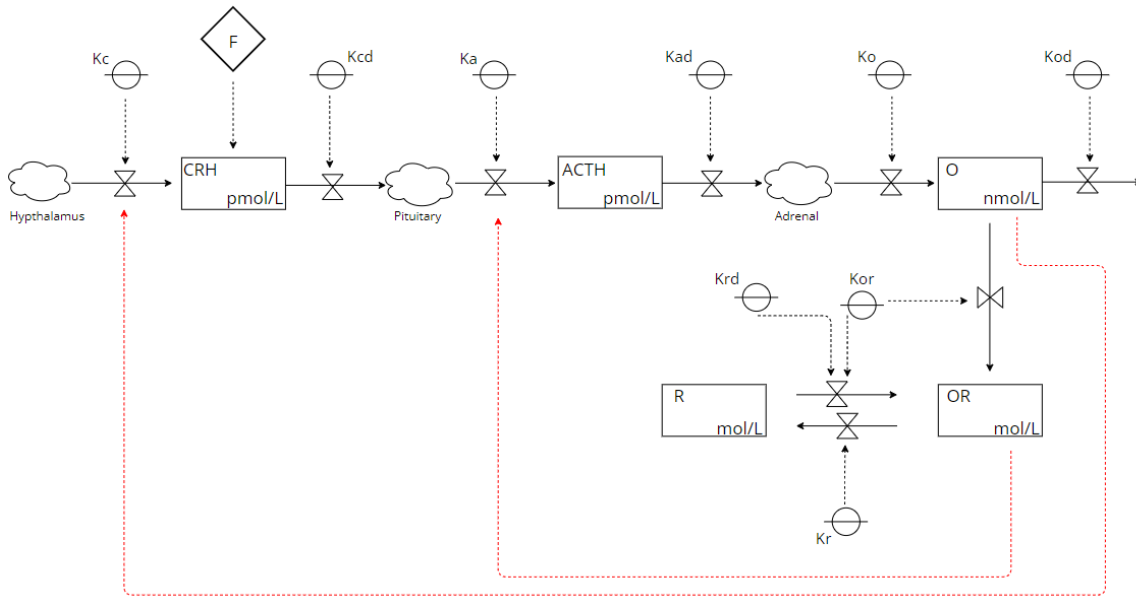 F
Kc
Kcd
Ka
Kad
Ko
Kod
CRH
pmol/L
ACTH
pmol/L
O
nmol/L
Hypthalamus
Pituitary
Adrenal
Krd
Kor
R
mol/L
OR
mol/L
Kr